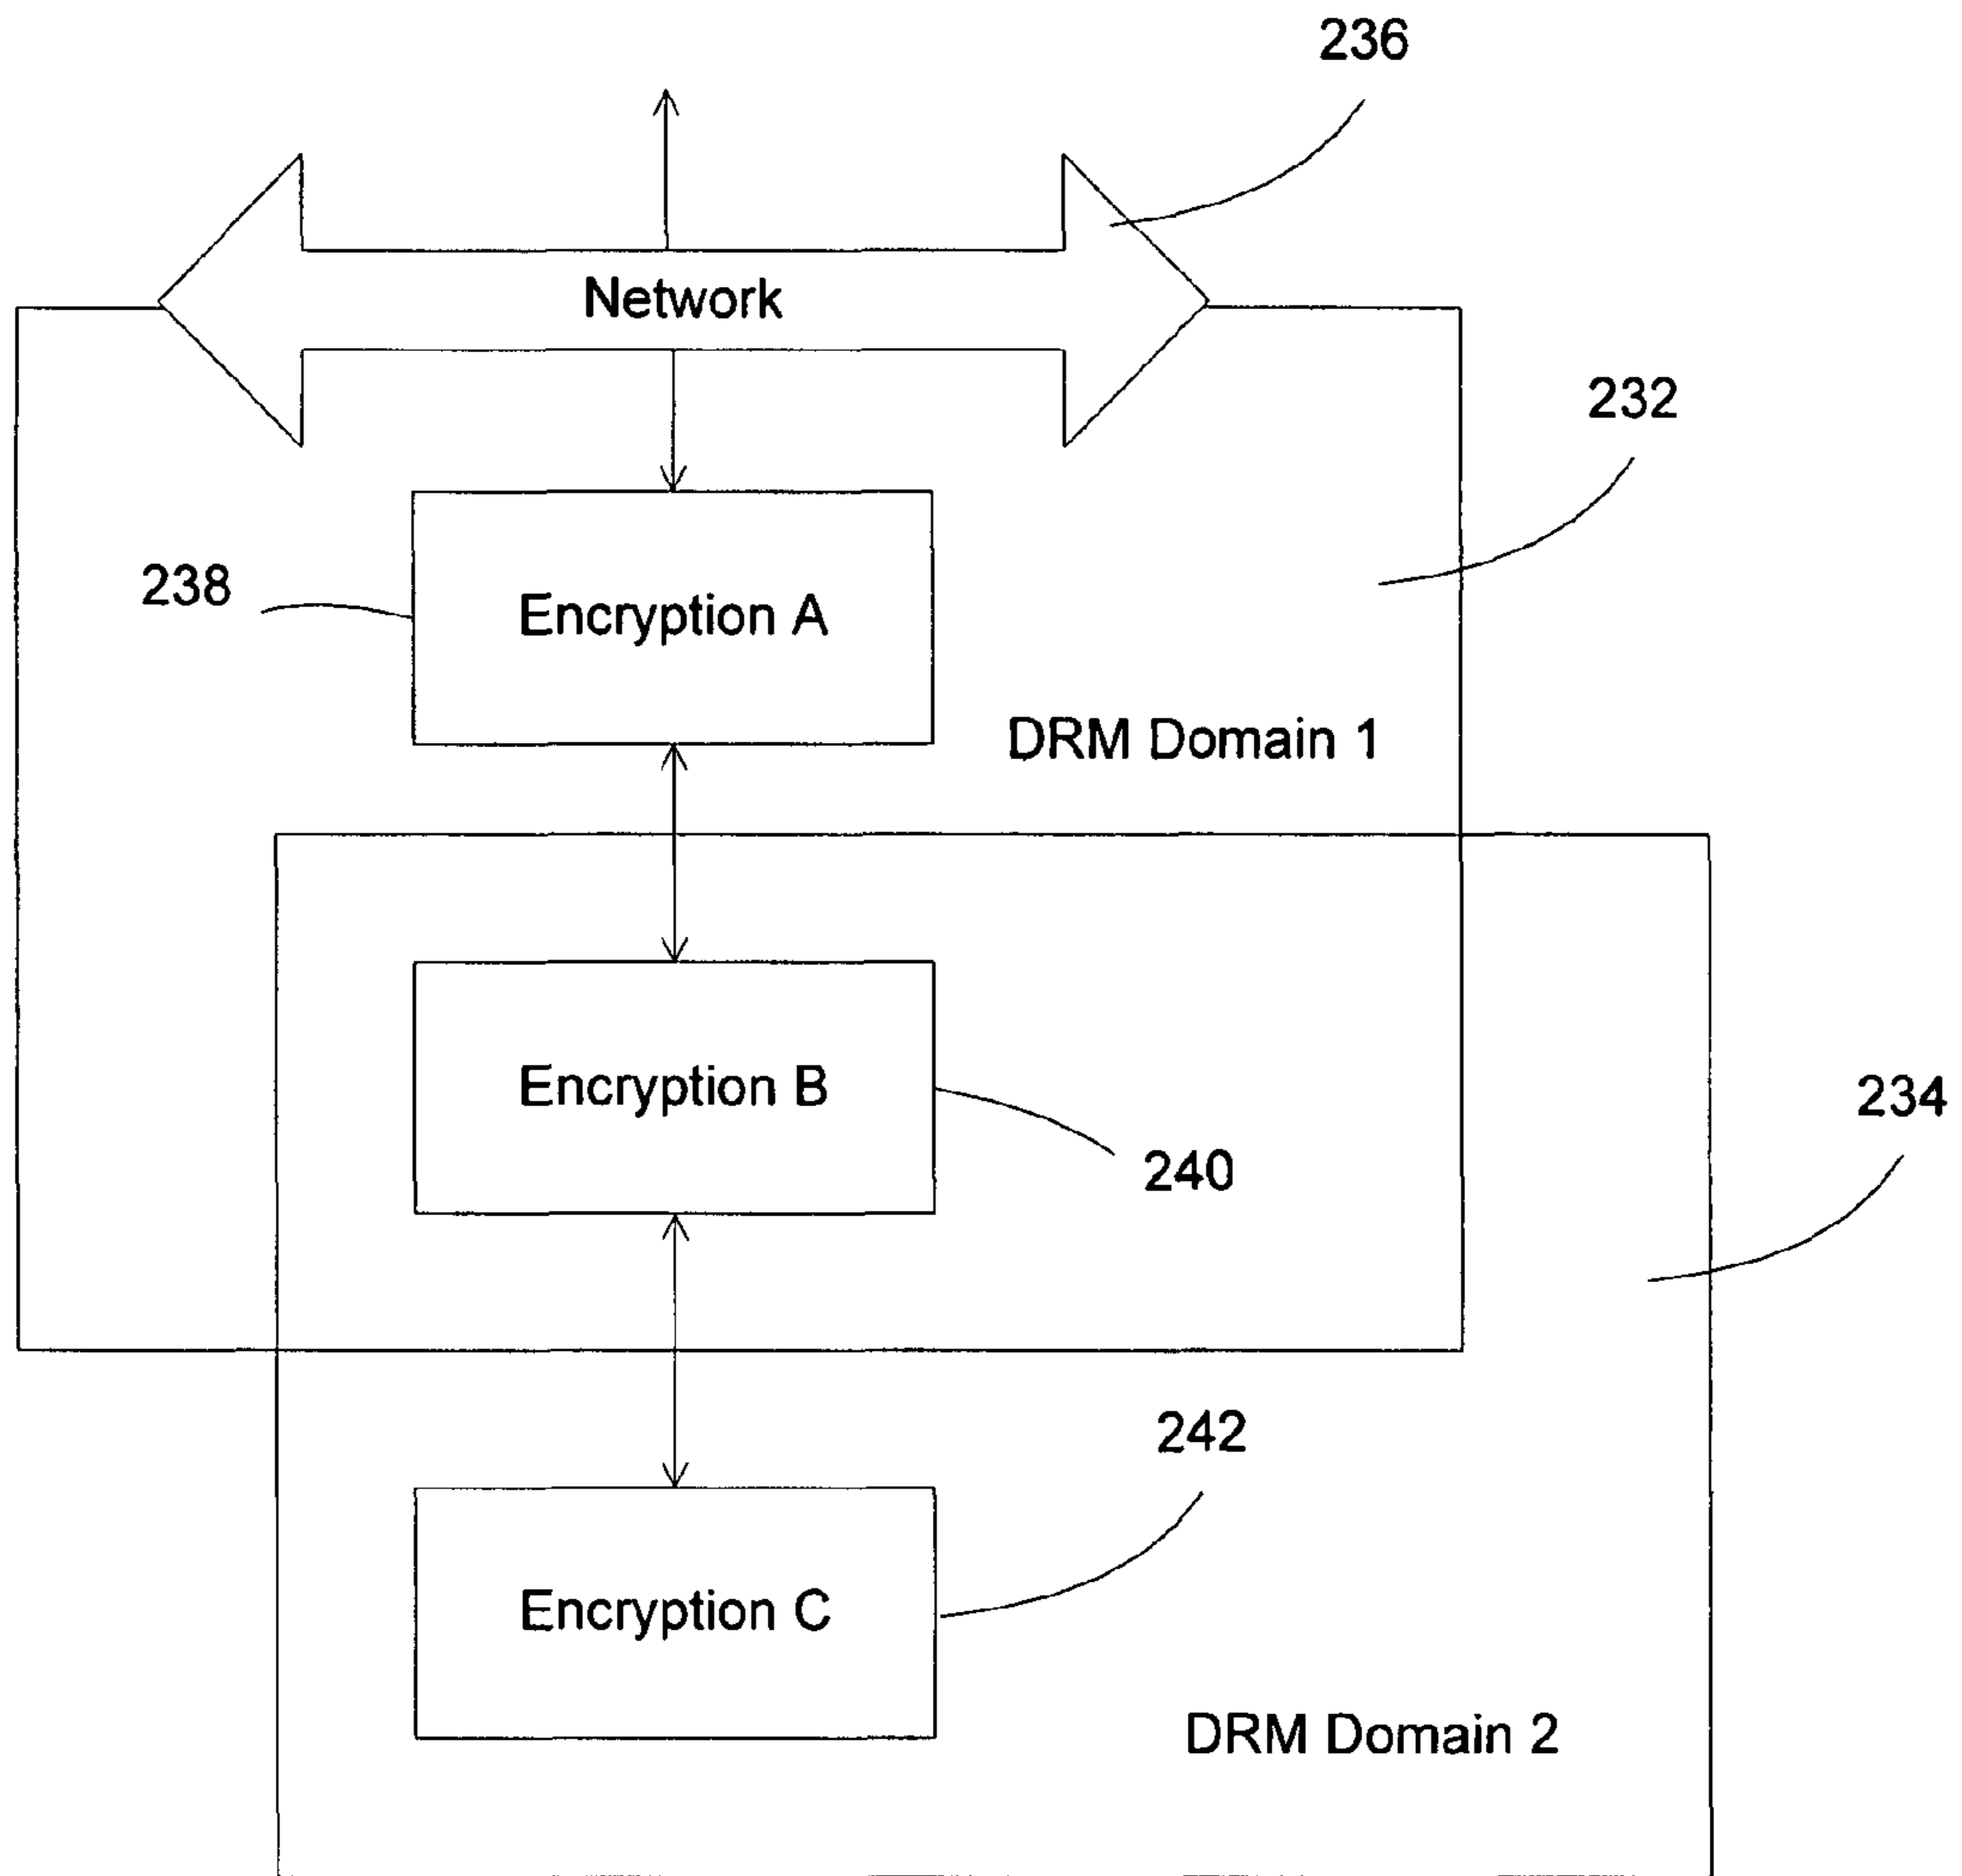 236
Network
232
238
Encryption A
DRM Domain 1
Encryption B
234
240
242
Encryption C
DRM Domain 2